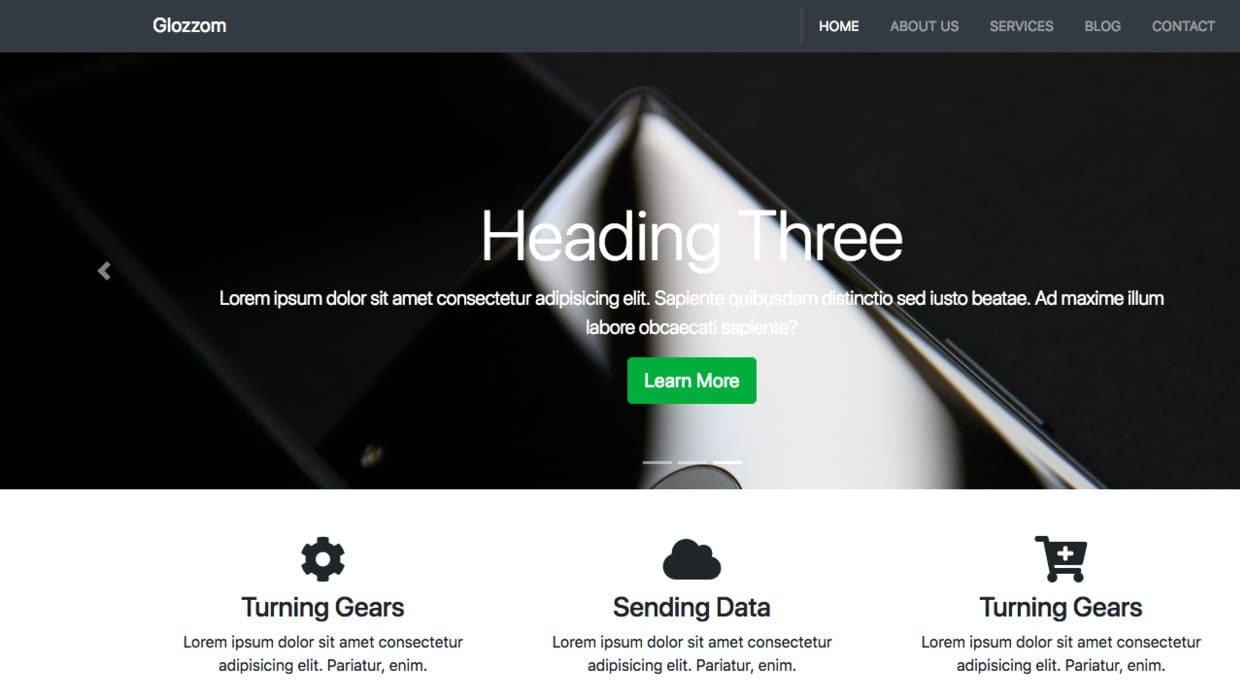 Glozzom
HOME ABOUT US SERVICES BLOG CONTACT
Heading Three
Lorem ipsum dolor sit amet consectetur adipisicing elit. Sapiente quibusdam distinctio sed iusto beatae. Ad maxime illum
labore obcaecati sapiente?
Learn More
Turning Gears
Lorem ipsum dolor sit amet consectetur
adipisicing elit. Pariatur, enim.
Sending Data
Lorem ipsum dolor sit amet consectetur
adipisicing elit. Pariatur, enim.
Turning Gears
Lorem ipsum dolor sit amet consectetur
adipisicing elit. Pariatur, enim.